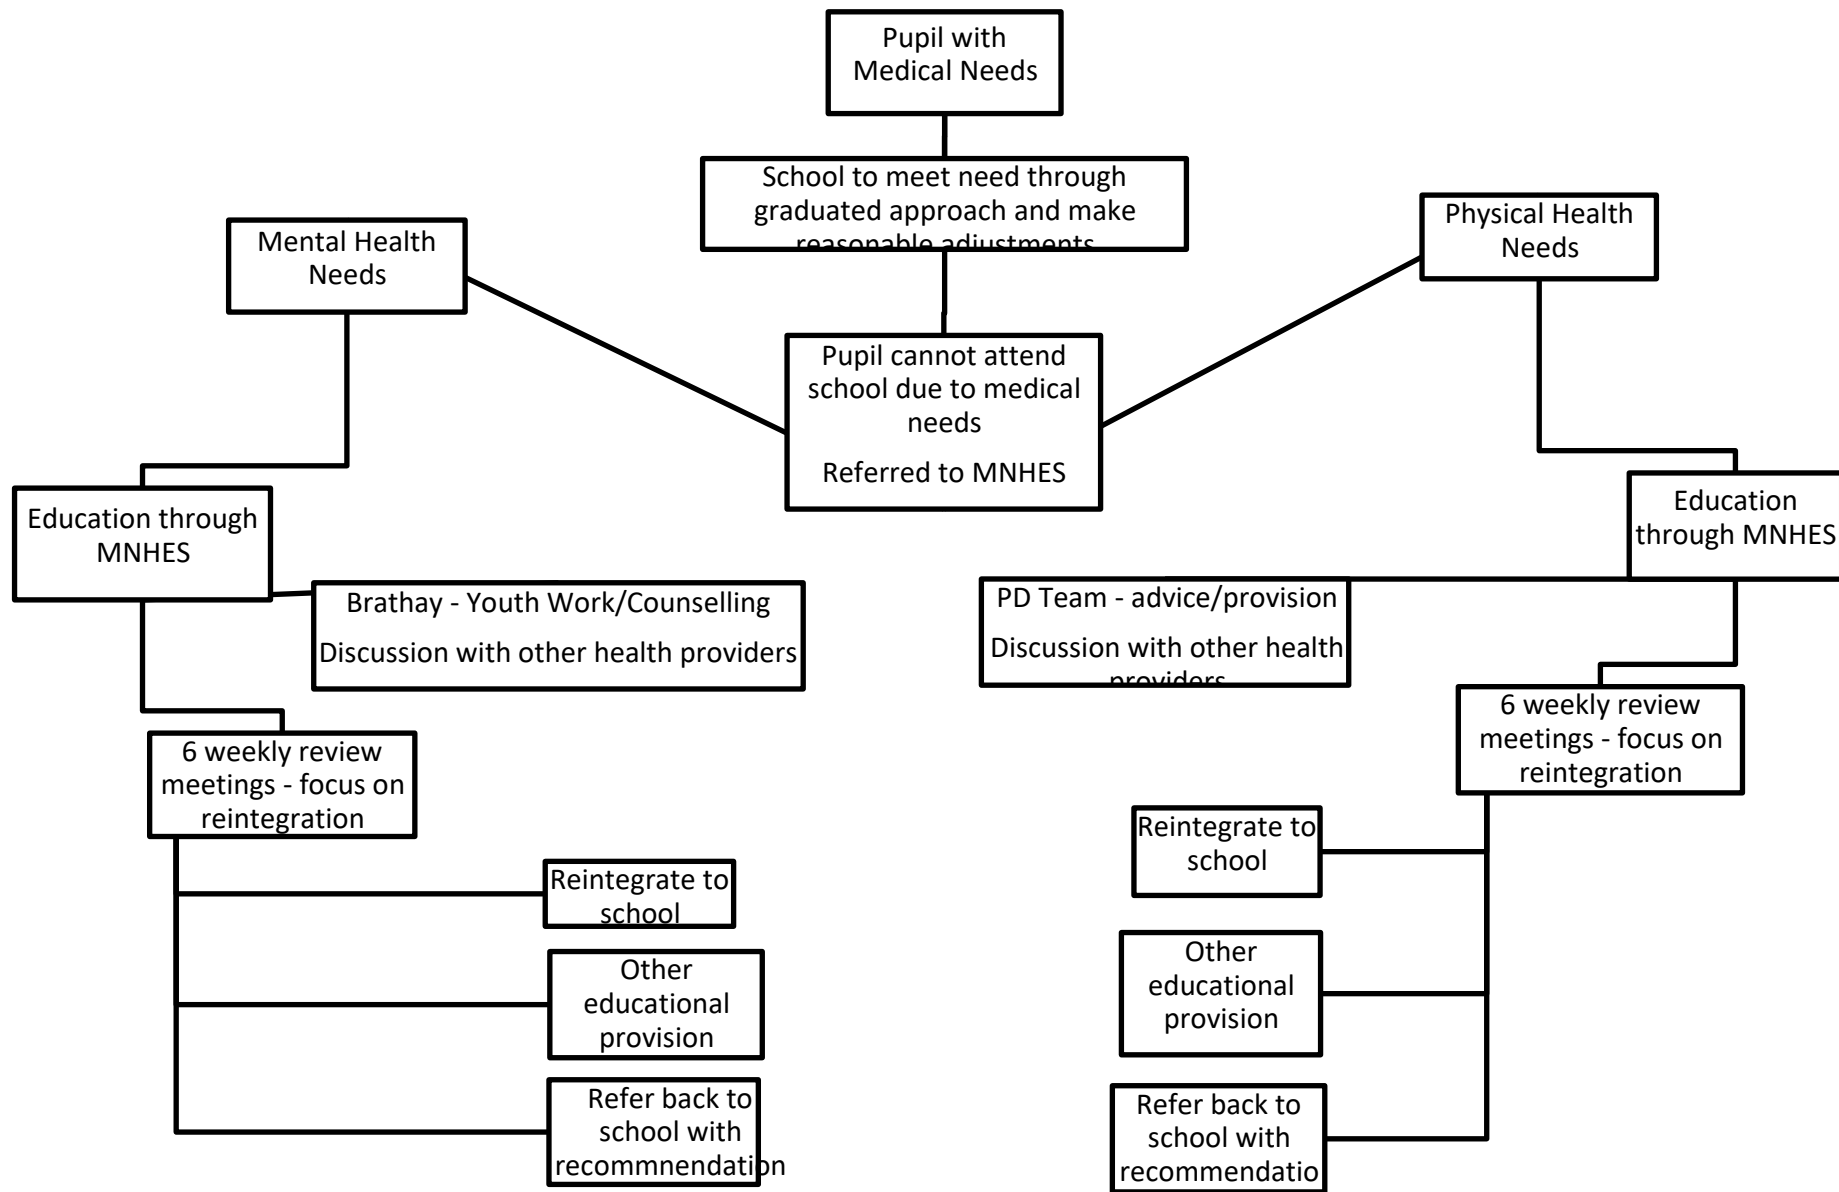 Pupil with
Medical Needs
School to meet need through
graduated approach and make
reasonable adjustments
Mental Health
Needs
Physical Health
Needs
Pupil cannot attend
school due to medical
needs
Referred to MNHES
Education through
MNHES
Education
through MNHES
Brathay - Youth Work/Counselling
Discussion with other health providers
PD Team - advice/provision
Discussion with other health
providers
6 weekly review
meetings - focus on
reintegration
6 weekly review
meetings - focus on
reintegration
Reintegrate to
school
Other
educational
provision
Refer back to
school with
recommnendation
Reintegrate to
school
Other
educational
provision
Refer back to
school with
recommendatio